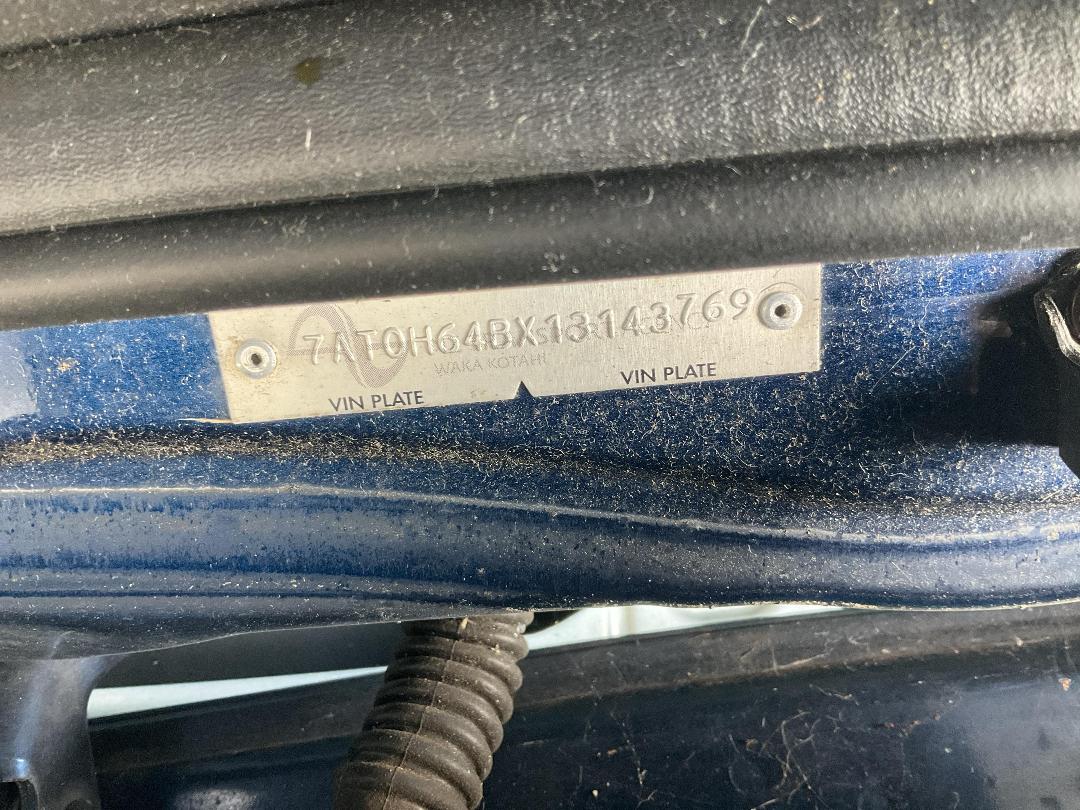 7AT0H64BX13143769
WAKA KOTAHI
VIN PLATE VIN PLATE